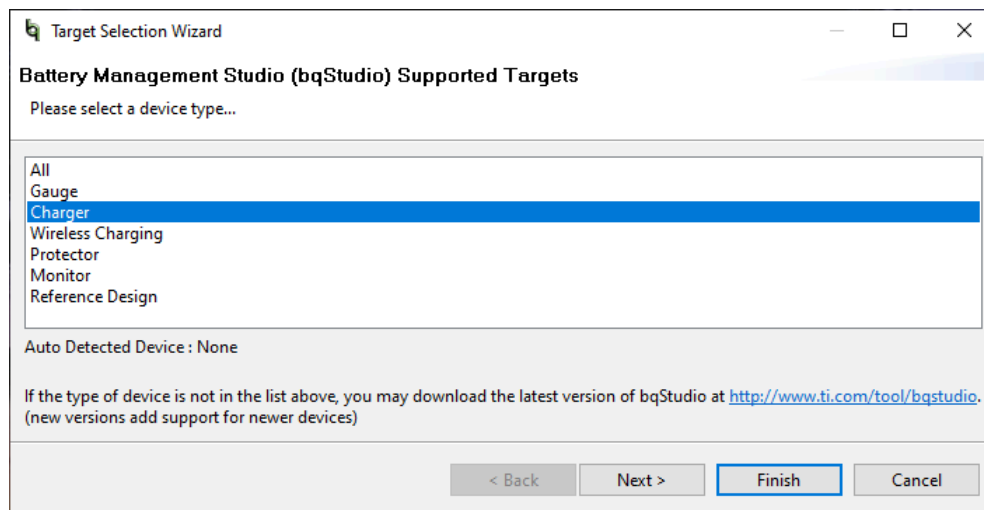 Target Selection Wizard
Battery Management Studio (bqStudio) Supported Targets
Please select a device type...
All
Gauge
Charger
Wireless Charging
Protector
Monitor
Reference Design
Auto Detected Device : None
If the type of device is not in the list above, you may download the latest version of bqStudio at http://www.ti.com/tool/bqstudio.
(new versions add support for newer devices)
< Back Next > Finish Cancel